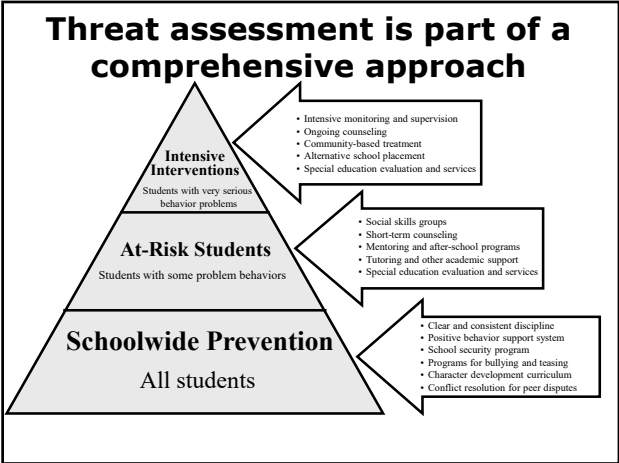 Threat assessment is part of a
comprehensive approach
Intensive
Interventions
Students with very serious
behavior problems
• Intensive monitoring and supervision
• Ongoing counseling
• Community-based treatment
• Alternative school placement
• Special education evaluation and services
At-Risk Students
Students with some problem behaviors
• Social skills groups
• Short-term counseling
• Mentoring and after-school programs
• Tutoring and other academic support
• Special education evaluation and services
Schoolwide Prevention
All students
• Clear and consistent discipline
• Positive behavior support system
• School security program
• Programs for bullying and teasing
• Character development curriculum
• Conflict resolution for peer disputes